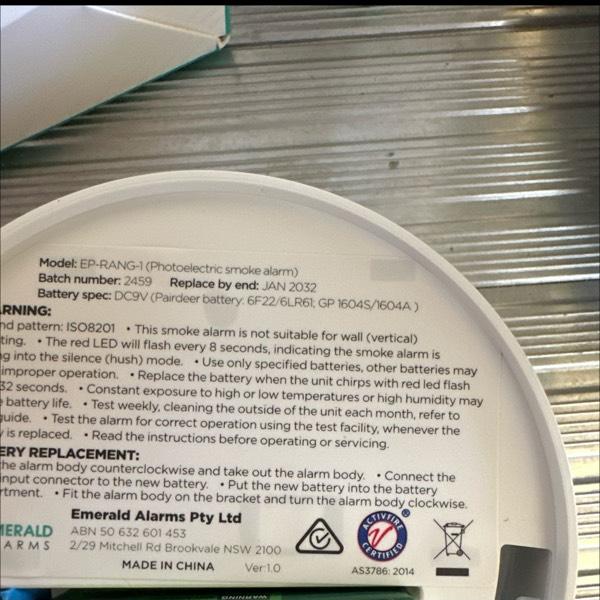 Model: EP-RANG-1 (Photoelectric smoke alarm)
Batch number: 2459 Replace by end: JAN 2032
Battery spec: DC9V (Pairdeer battery: 6F22/6LR61; GP 1604S/1604A )
ARNING:
nd pattern: ISO8201 • This smoke alarm is not suitable for wall (vertical)
ting. • The red LED will flash every 8 seconds, indicating the smoke alarm is
ng into the silence (hush) mode. • Use only specified batteries, other batteries may
improper operation. • Replace the battery when the unit chirps with red led flash
32 seconds. • Constant exposure to high or low temperatures or high humidity may
e battery life. • Test weekly, cleaning the outside of the unit each month, refer to
guide. • Test the alarm for correct operation using the test facility, whenever the
y is replaced. • Read the instructions before operating or servicing.
ERY REPLACEMENT:
the alarm body counterclockwise and take out the alarm body. • Connect the
input connector to the new battery. • Put the new battery into the battery
rtment. • Fit the alarm body on the bracket and turn the alarm body clockwise.
MERALD
ARMS
Emerald Alarms Pty Ltd
ABN 50 632 601 453
2/29 Mitchell Rd Brookvale NSW 2100
MADE IN CHINA Ver:1.0
ACTIVFIRE
CERTIFIED
®
AS3786: 2014
WARNING